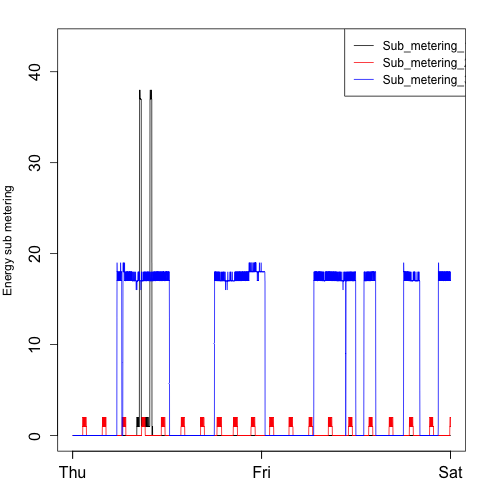 Sub_metering_
Sub_metering_
Sub_metering_
Energy sub metering
40
30
20
10
0
Thu Fri Sat